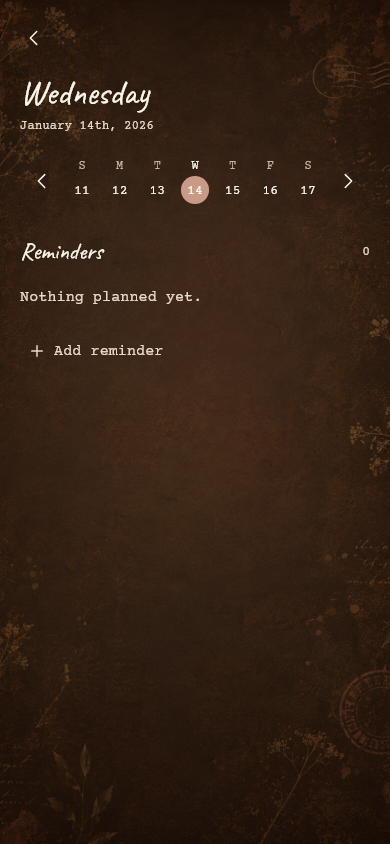 Wednesday
January 14th, 2026
S M T W T F S
11 12 13 14 15 16 17
Reminders 0
Nothing planned yet.
+ Add reminder